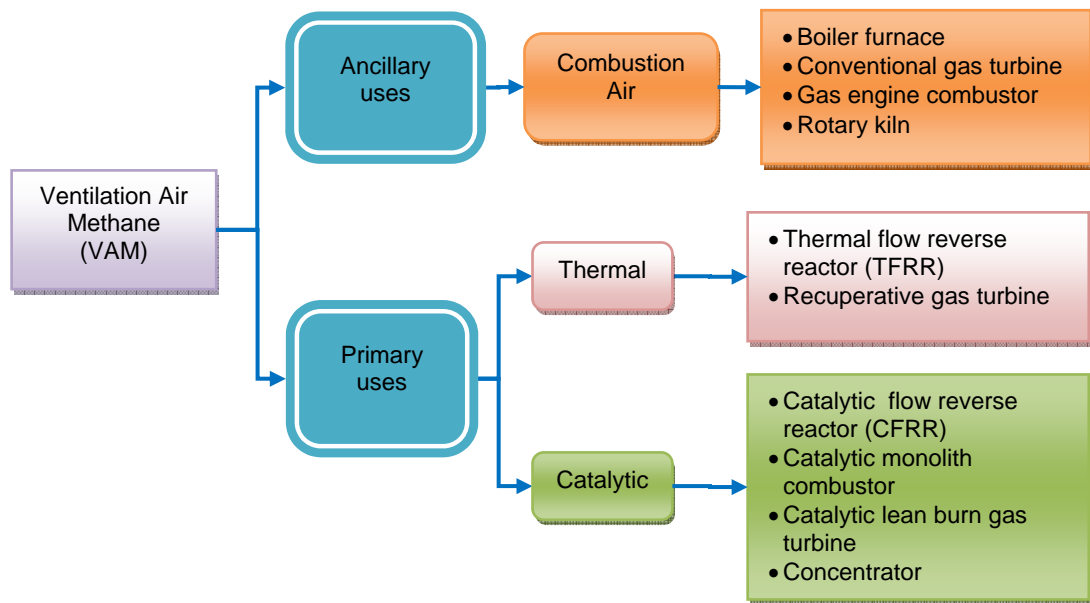 Ventilation Air
Methane
(VAM)
Ancillary
uses
Combustion
Air
• Boiler furnace
• Conventional gas turbine
• Gas engine combustor
• Rotary kiln
Primary
uses
Thermal
• Thermal flow reverse
reactor (TFRR)
• Recuperative gas turbine
Catalytic
• Catalytic flow reverse
reactor (CFRR)
• Catalytic monolith
combustor
• Catalytic lean burn gas
turbine
• Concentrator